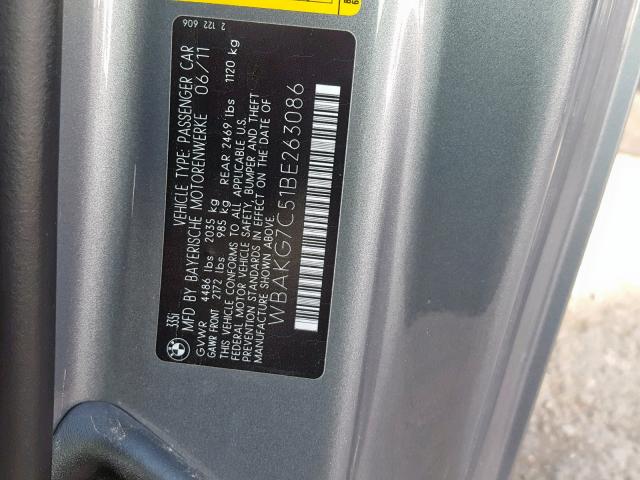 335i VEHICLE TYPE: PASSENGER CAR
MFD BY BAYERISCHE MOTORENWERKE 06/11
GVWR 4486 lbs 2035 kg
GAWR FRONT 2172 lbs 985 kg REAR 2469 lbs 1120 kg
THIS VEHICLE CONFORMS TO ALL APPLICABLE U.S.
FEDERAL MOTOR VEHICLE SAFETY, BUMPER AND THEFT
PREVENTION STANDARDS IN EFFECT ON THE DATE OF
MANUFACTURE SHOWN ABOVE.
WBAKG7C51BE263086
2 122 606
BMW